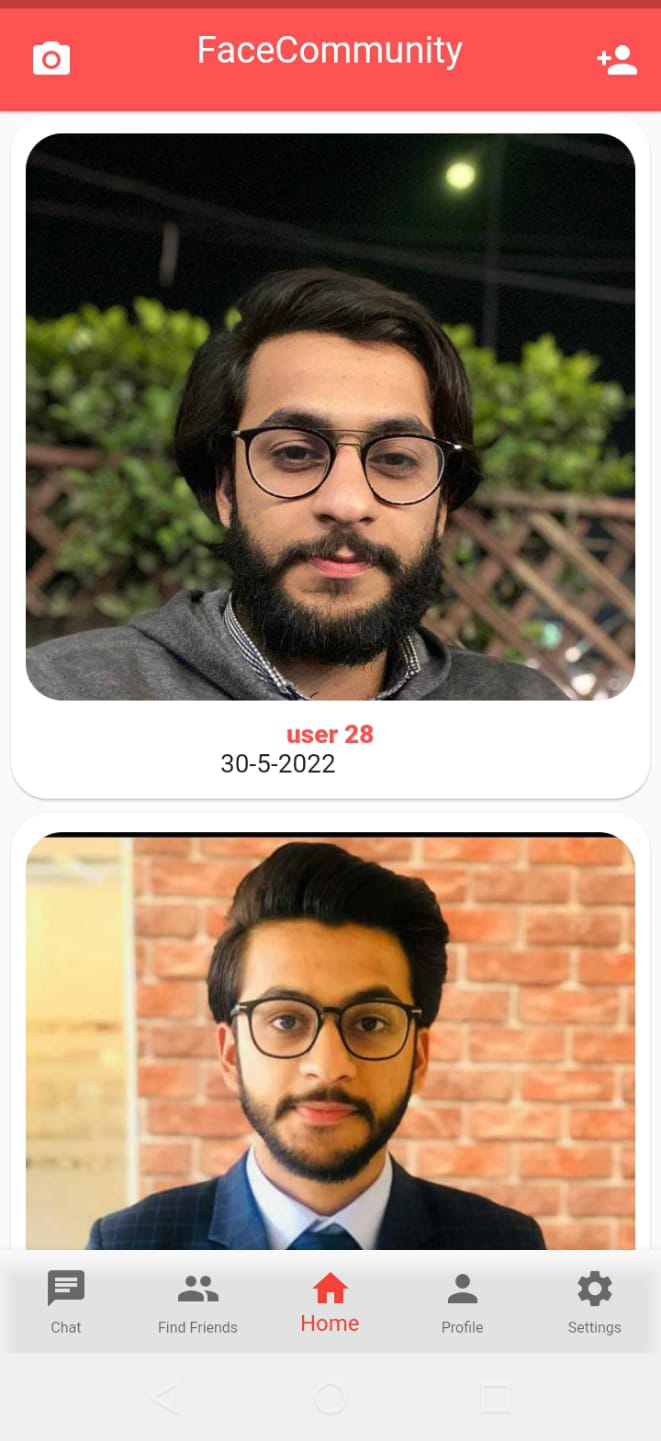 FaceCommunity
user 28
30-5-2022
Chat
Find Friends
Home
Profile
Settings